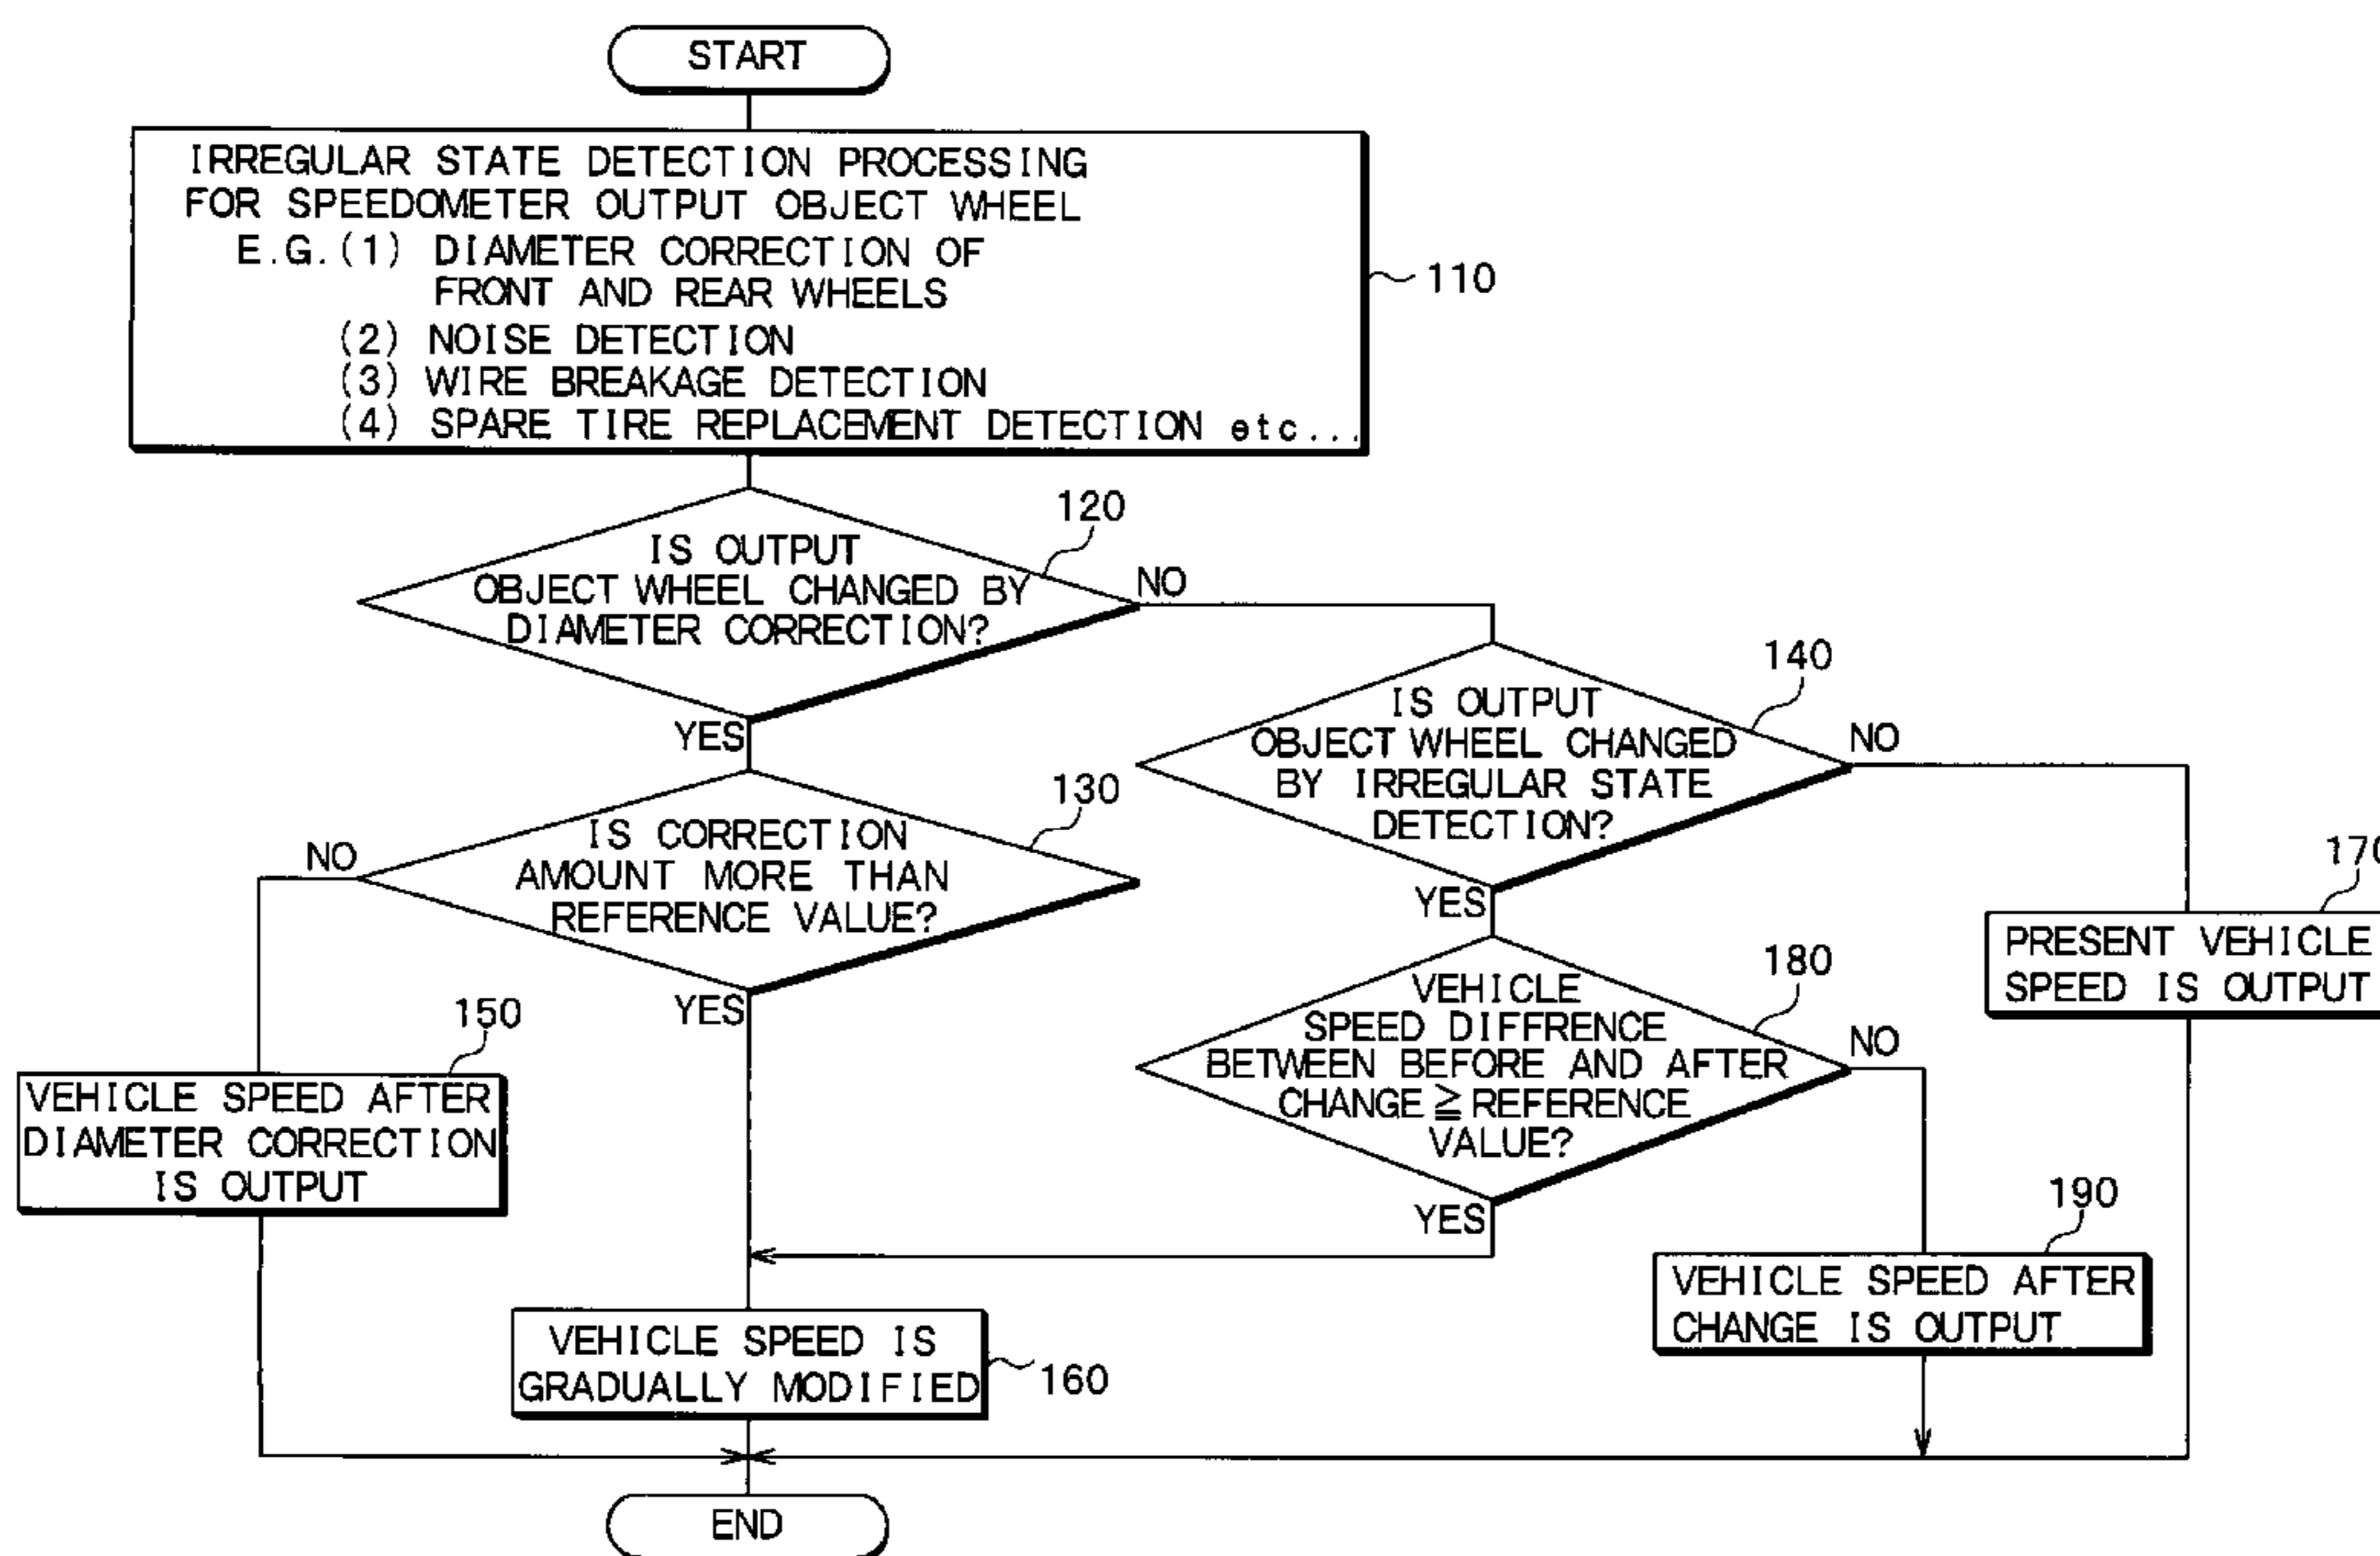 START
IRREGULAR STATE DETECTION PROCESSING
FOR SPEEDOMETER OUTPUT OBJECT WHEEL
E.G.(1) DIAMETER CORRECTION OF
FRONT AND REAR WHEELS
(2) NOISE DETECTION
(3) WIRE BREAKAGE DETECTION
(4) SPARE TIRE REPLACEMENT DETECTION etc...
110
120
IS OUTPUT
OBJECT WHEEL CHANGED BY
DIAMETER CORRECTION?
NO
YES
140
IS OUTPUT
OBJECT WHEEL CHANGED
BY IRREGULAR STATE
DETECTION?
NO
YES
130
IS CORRECTION
AMOUNT MORE THAN
REFERENCE VALUE?
NO
YES
170
PRESENT VEHICLE
SPEED IS OUTPUT
180
VEHICLE
SPEED DIFFRENCE
BETWEEN BEFORE AND AFTER
CHANGE ≧ REFERENCE
VALUE?
NO
YES
150
VEHICLE SPEED AFTER
DIAMETER CORRECTION
IS OUTPUT
190
VEHICLE SPEED AFTER
CHANGE IS OUTPUT
VEHICLE SPEED IS
GRADUALLY MODIFIED
160
END